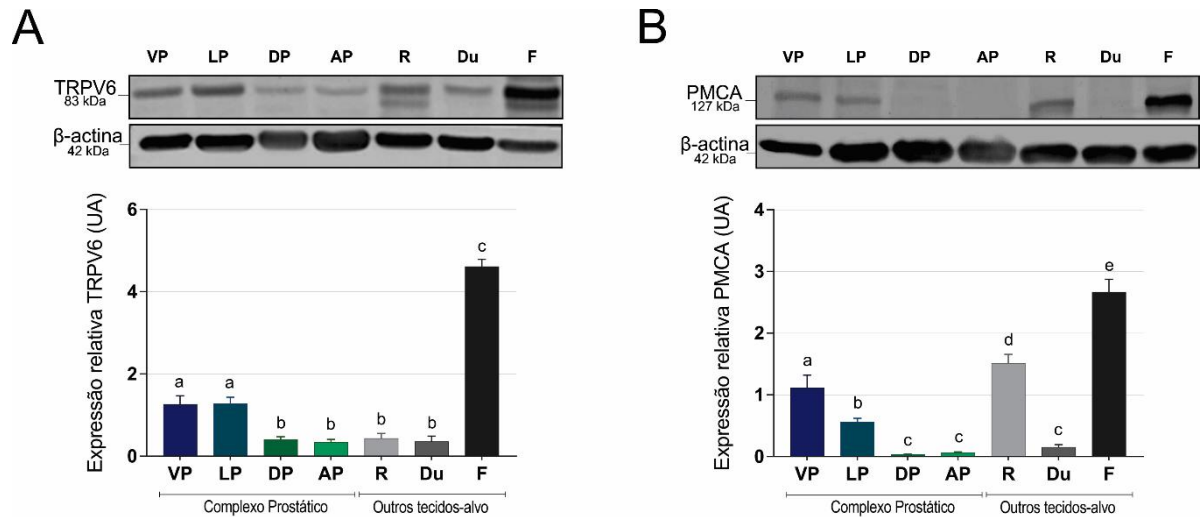 A
VP LP DP AP R Du F
TRPV6
83 kDa
β-actina
42 kDa
Expressão relativa TRPV6 (UA)
6
4
2
0
a a b b b b c
VP LP DP AP R Du F
Complexo Prostático Outros tecidos-alvo
B
VP LP DP AP R Du F
PMCA
127 kDa
β-actina
42 kDa
Expressão relativa PMCA (UA)
4
3
2
1
0
a b c c d c e
VP LP DP AP R Du F
Complexo Prostático Outros tecidos-alvo